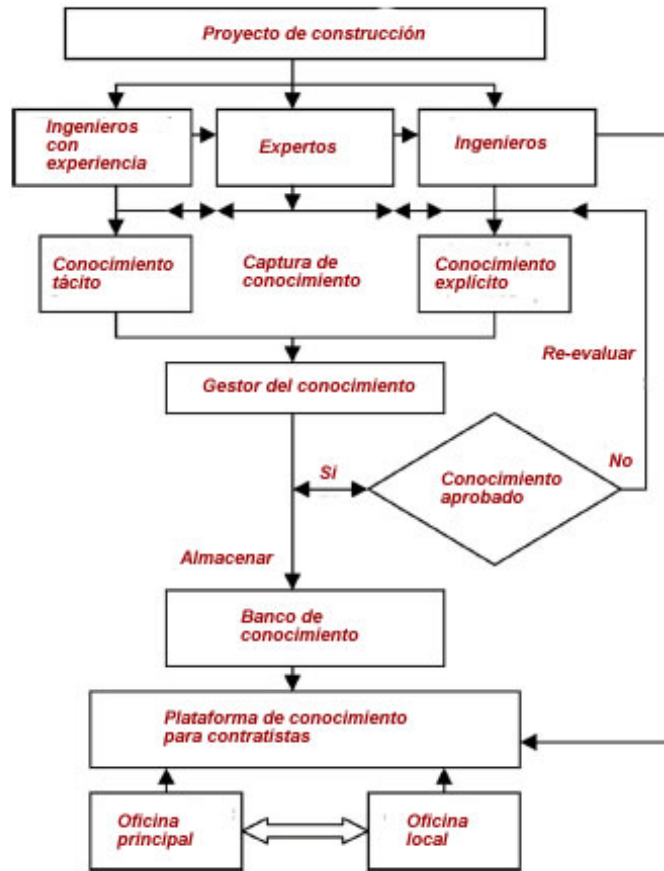 Proyecto de construcción
Ingenieros
con
experiencia
Expertos
Ingenieros
Conocimiento
tácito
Captura de
conocimiento
Conocimiento
explícito
Re-evaluar
Gestor del conocimiento
Si
Conocimiento
aprobado
No
Almacenar
Banco de
conocimiento
Plataforma de conocimiento
para contratistas
Oficina
principal
Oficina
local